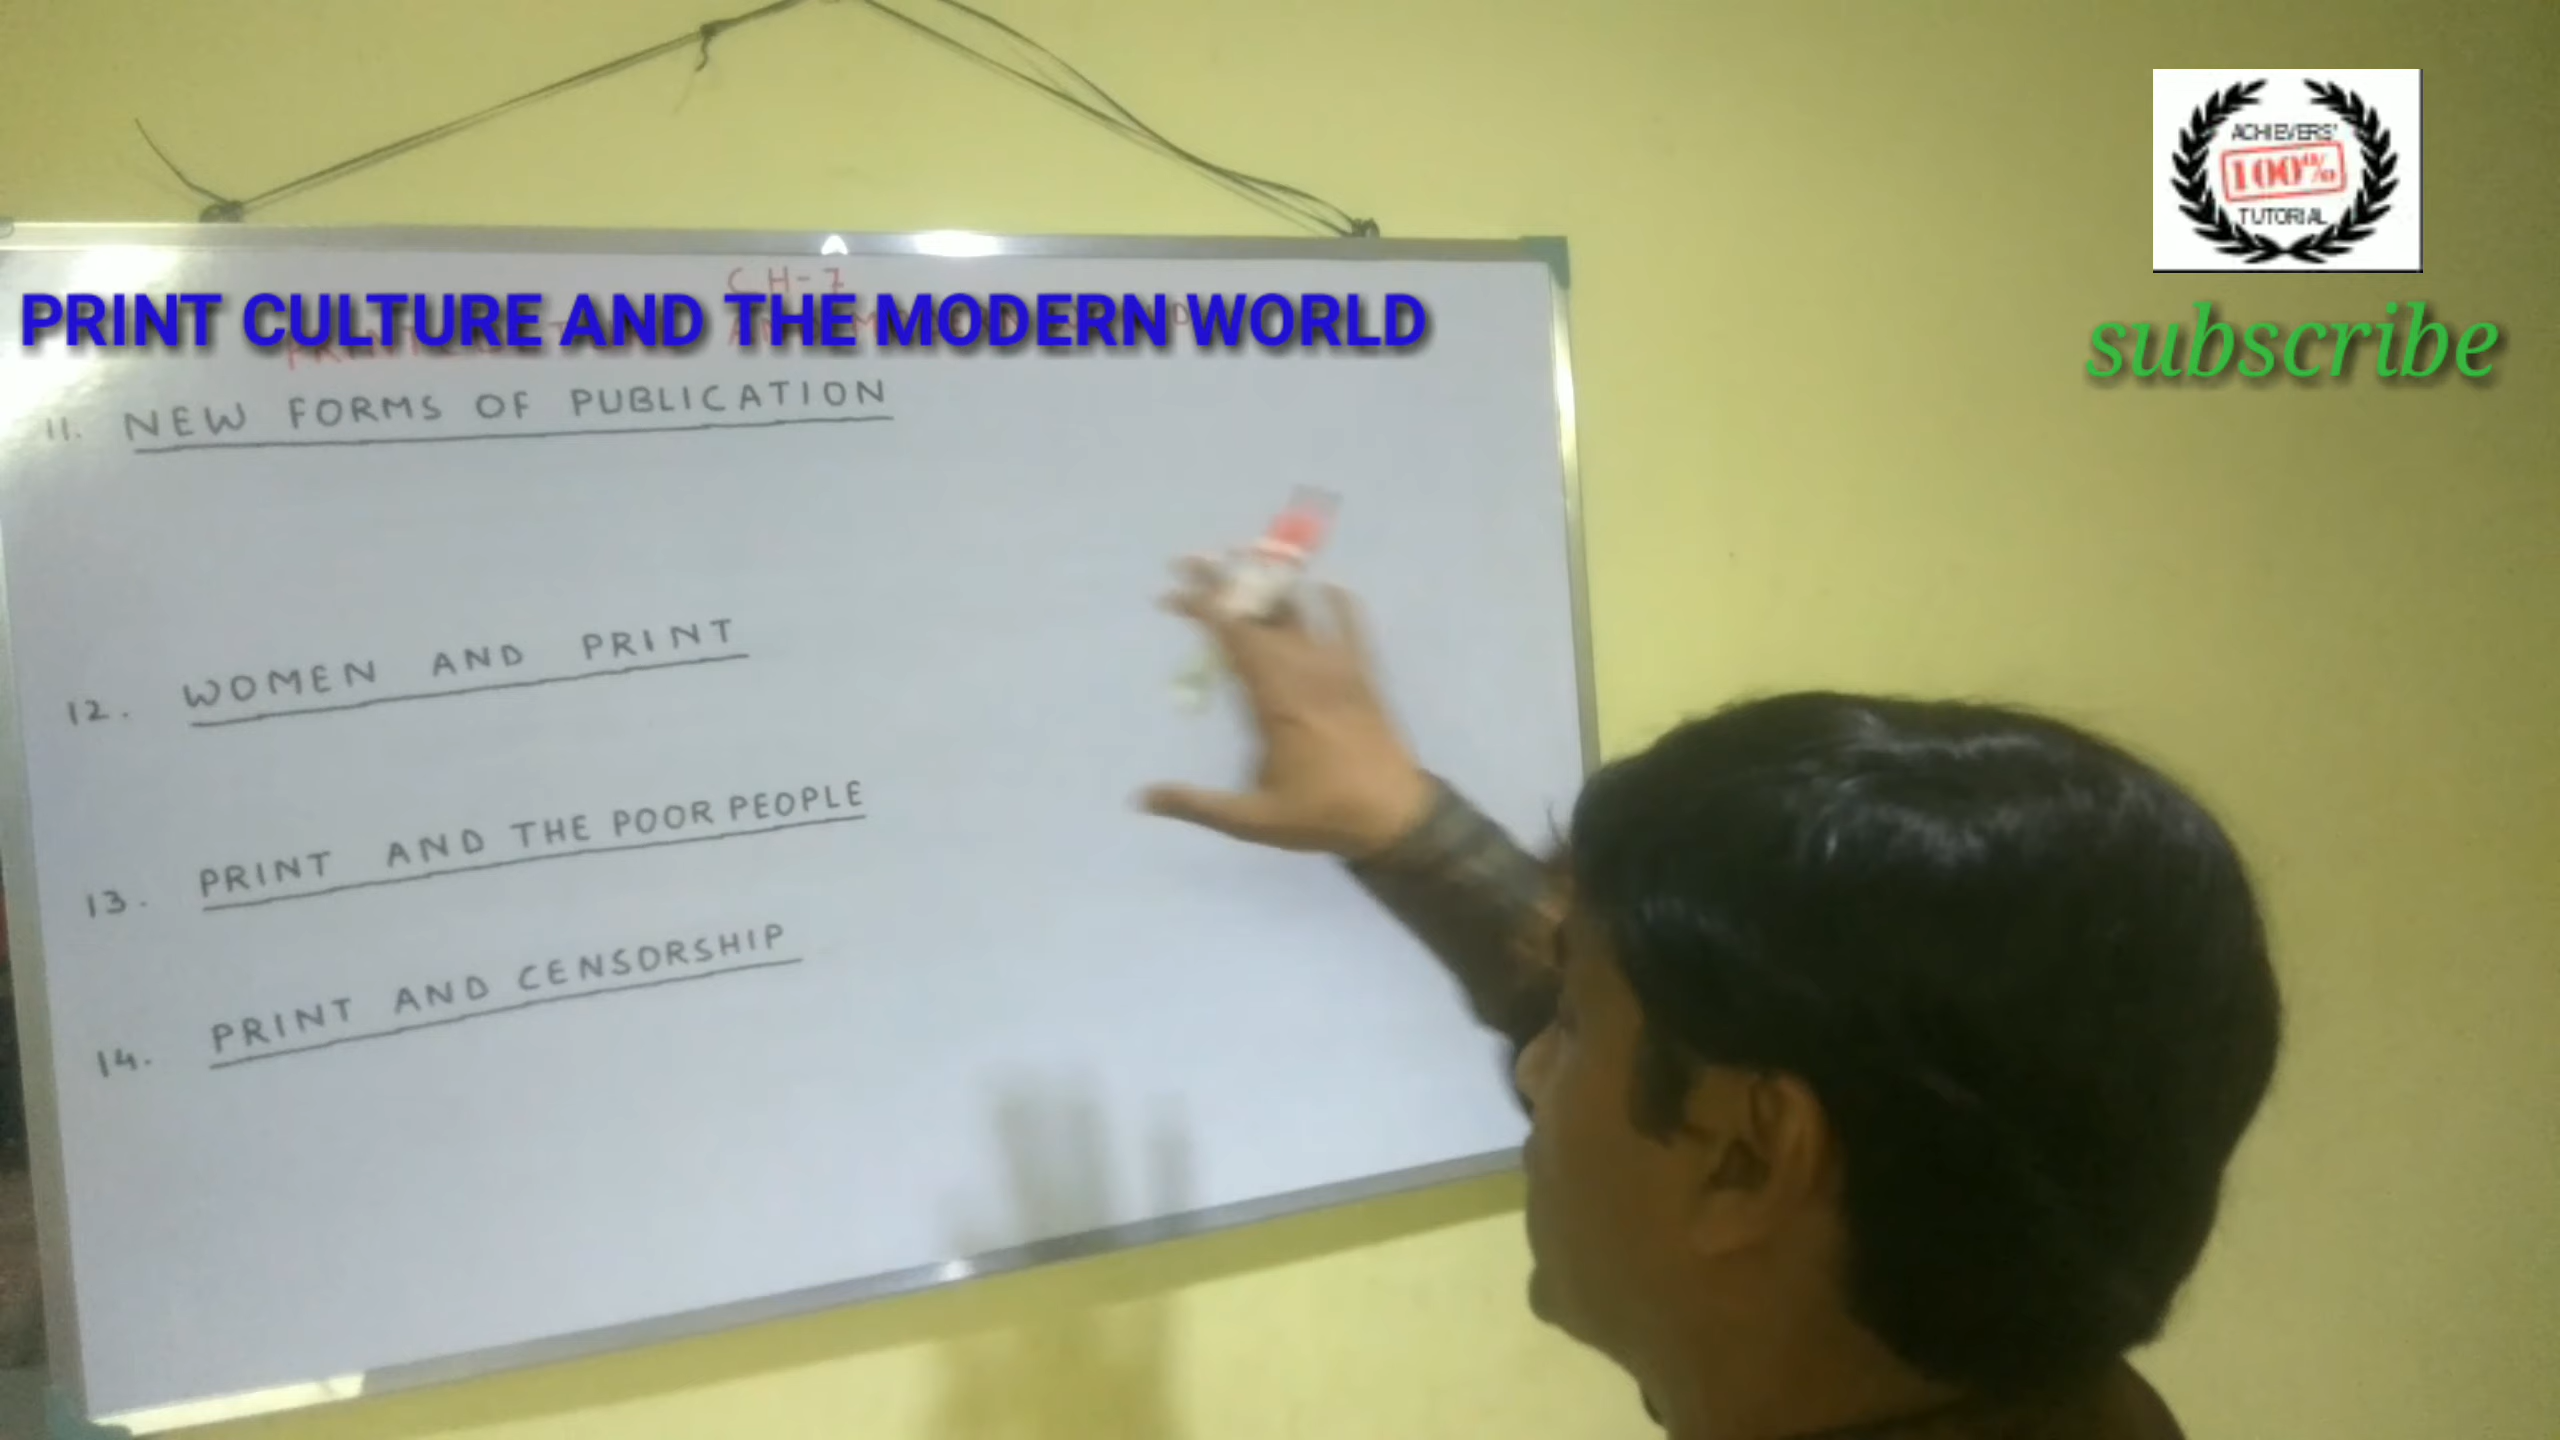 CH-7
PRINT CULTURE AND THE MODERN WORLD
11. NEW FORMS OF PUBLICATION
12. WOMEN AND PRINT
13. PRINT AND THE POOR PEOPLE
14. PRINT AND CENSORSHIP
ACHIEVERS'
100%
TUTORIAL
subscribe